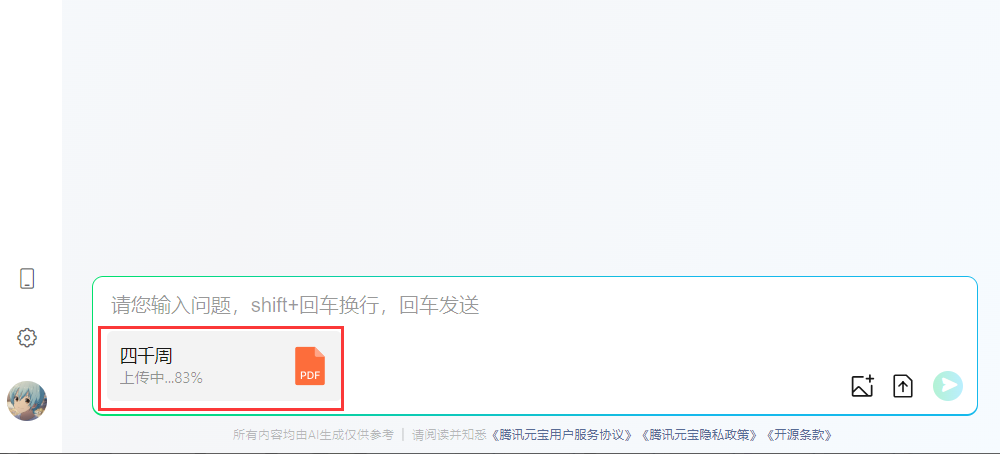 请您输入问题，shift+回车换行，回车发送
四千周
上传中...83%
PDF
所有内容均由AI生成仅供参考 | 请阅读并知悉《腾讯元宝用户服务协议》《腾讯元宝隐私政策》《开源条款》